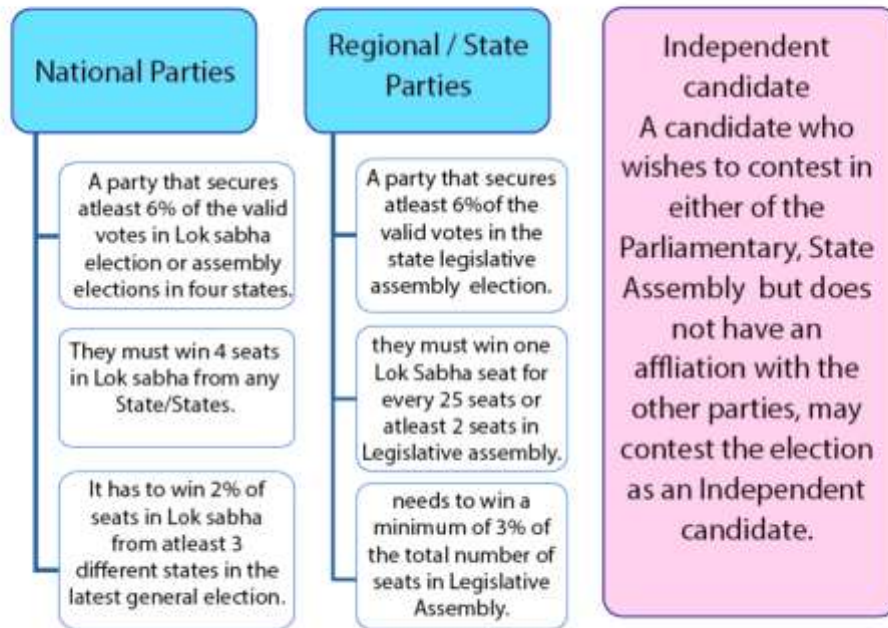 National Parties
A party that secures
atleast 6% of the valid
votes in Lok sabha
election or assembly
elections in four states.
They must win 4 seats
in Lok sabha from any
State/States.
It has to win 2% of
seats in Lok sabha
from atleast 3
different states in the
latest general election.
Regional / State
Parties
A party that secures
atleast 6%of the
valid votes in the
state legislative
assembly election.
they must win one
Lok Sabha seat for
every 25 seats or
atleast 2 seats in
Legislative assembly.
needs to win a
minimum of 3% of
the total number of
seats in Legislative
Assembly.
Independent
candidate
A candidate who
wishes to contest in
either of the
Parliamentary, State
Assembly but does
not have an
affliation with the
other parties, may
contest the election
as an Independent
candidate.